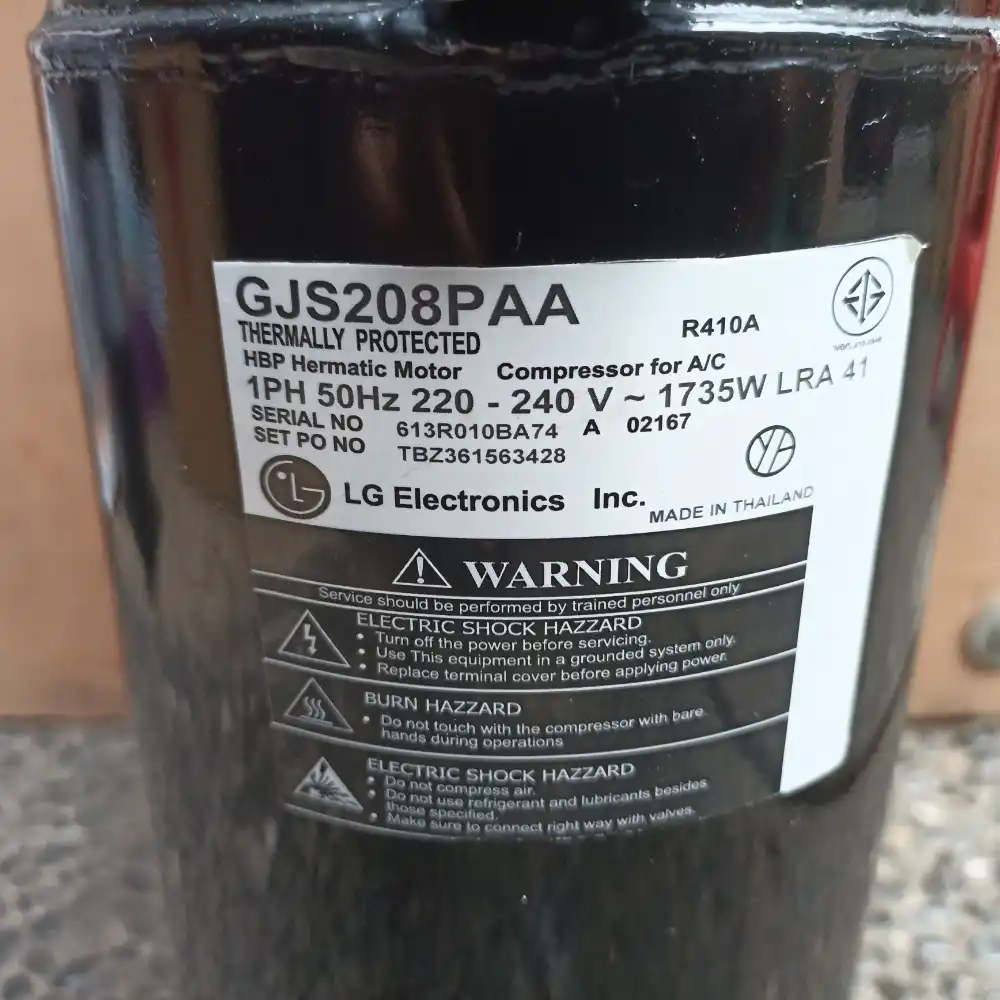 GJS208PAA
THERMALLY PROTECTED R410A
HBP Hermatic Motor Compressor for A/C
1PH 50Hz 220 - 240 V ~ 1735W LRA 41
SERIAL NO 613R010BA74 A 02167
SET PO NO TBZ361563428
LG Electronics Inc.
MADE IN THAILAND
WARNING
Service should be performed by trained personnel only
ELECTRIC SHOCK HAZZARD
• Turn off the power before servicing.
• Use This equipment in a grounded system only.
• Replace terminal cover before applying power.
BURN HAZZARD
• Do not touch with the compressor with bare
hands during operations
ELECTRIC SHOCK HAZZARD
• Do not compress air.
• Do not use refrigerant and lubricants besides
those specified.
• Make sure to connect right way with valves.